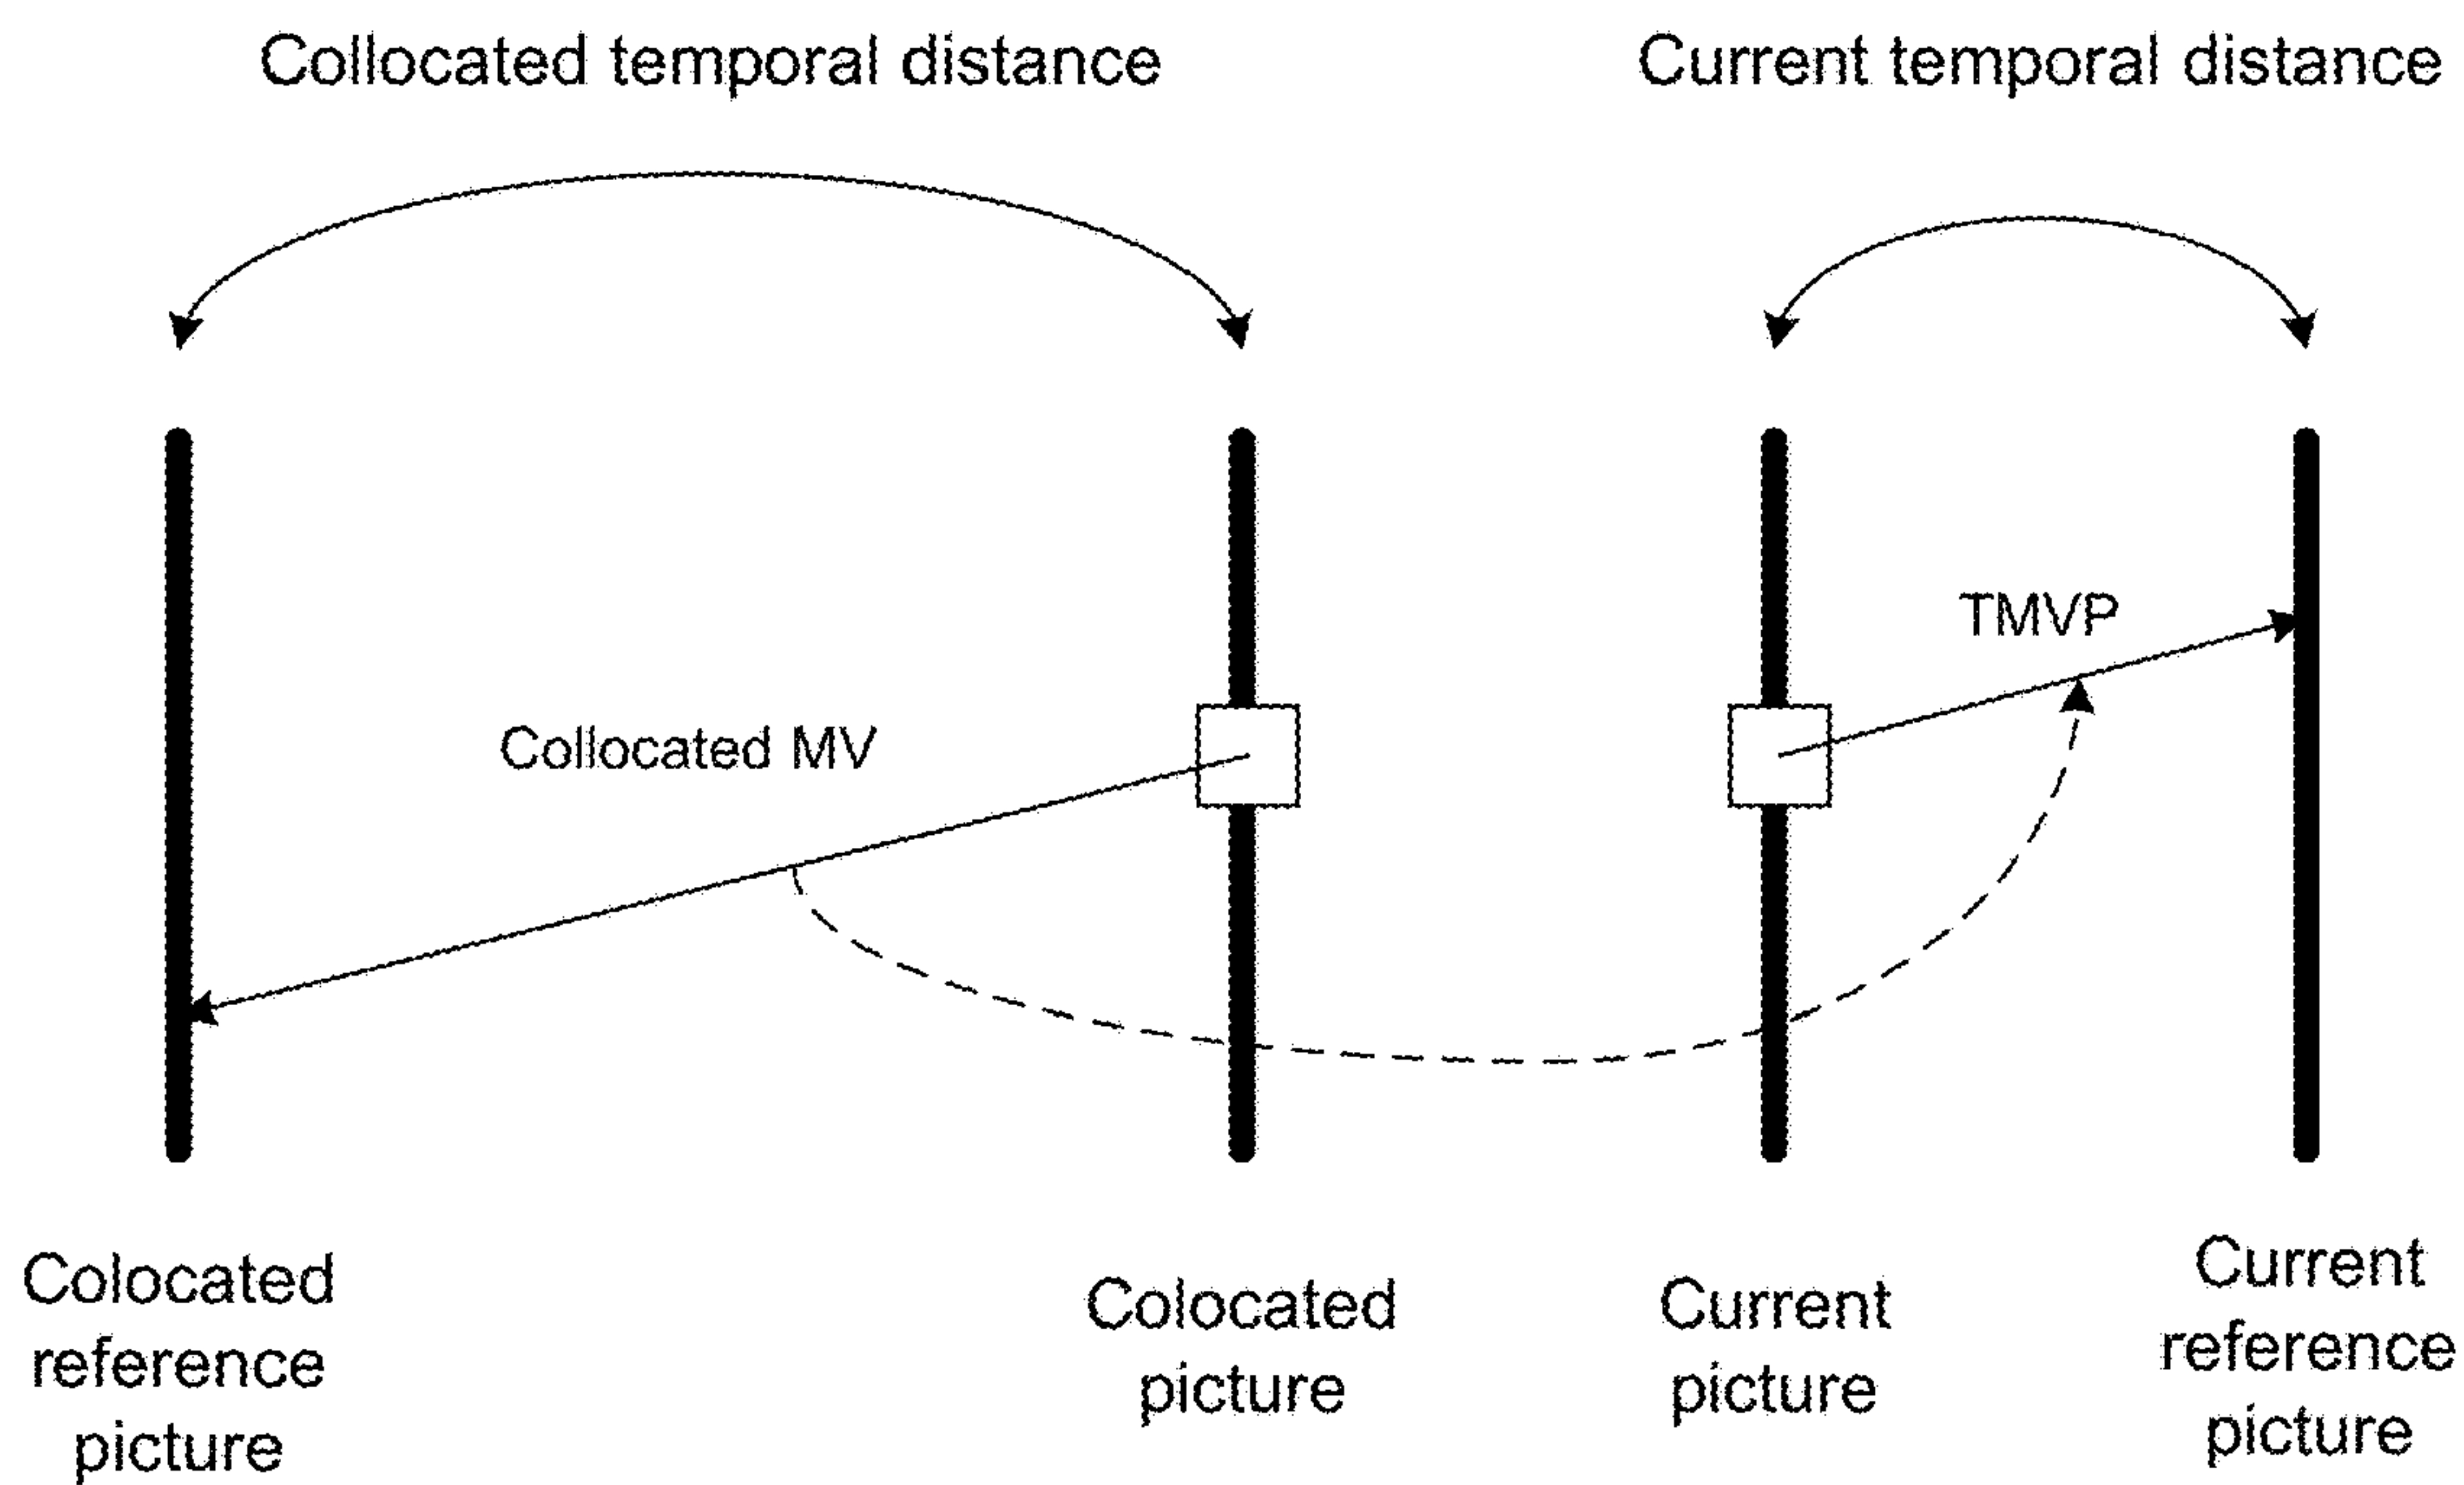 Collocated temporal distance
Current temporal distance
TMVP
Collocated MV
Colocated
reference
picture
Colocated
picture
Current
picture
Current
reference
picture